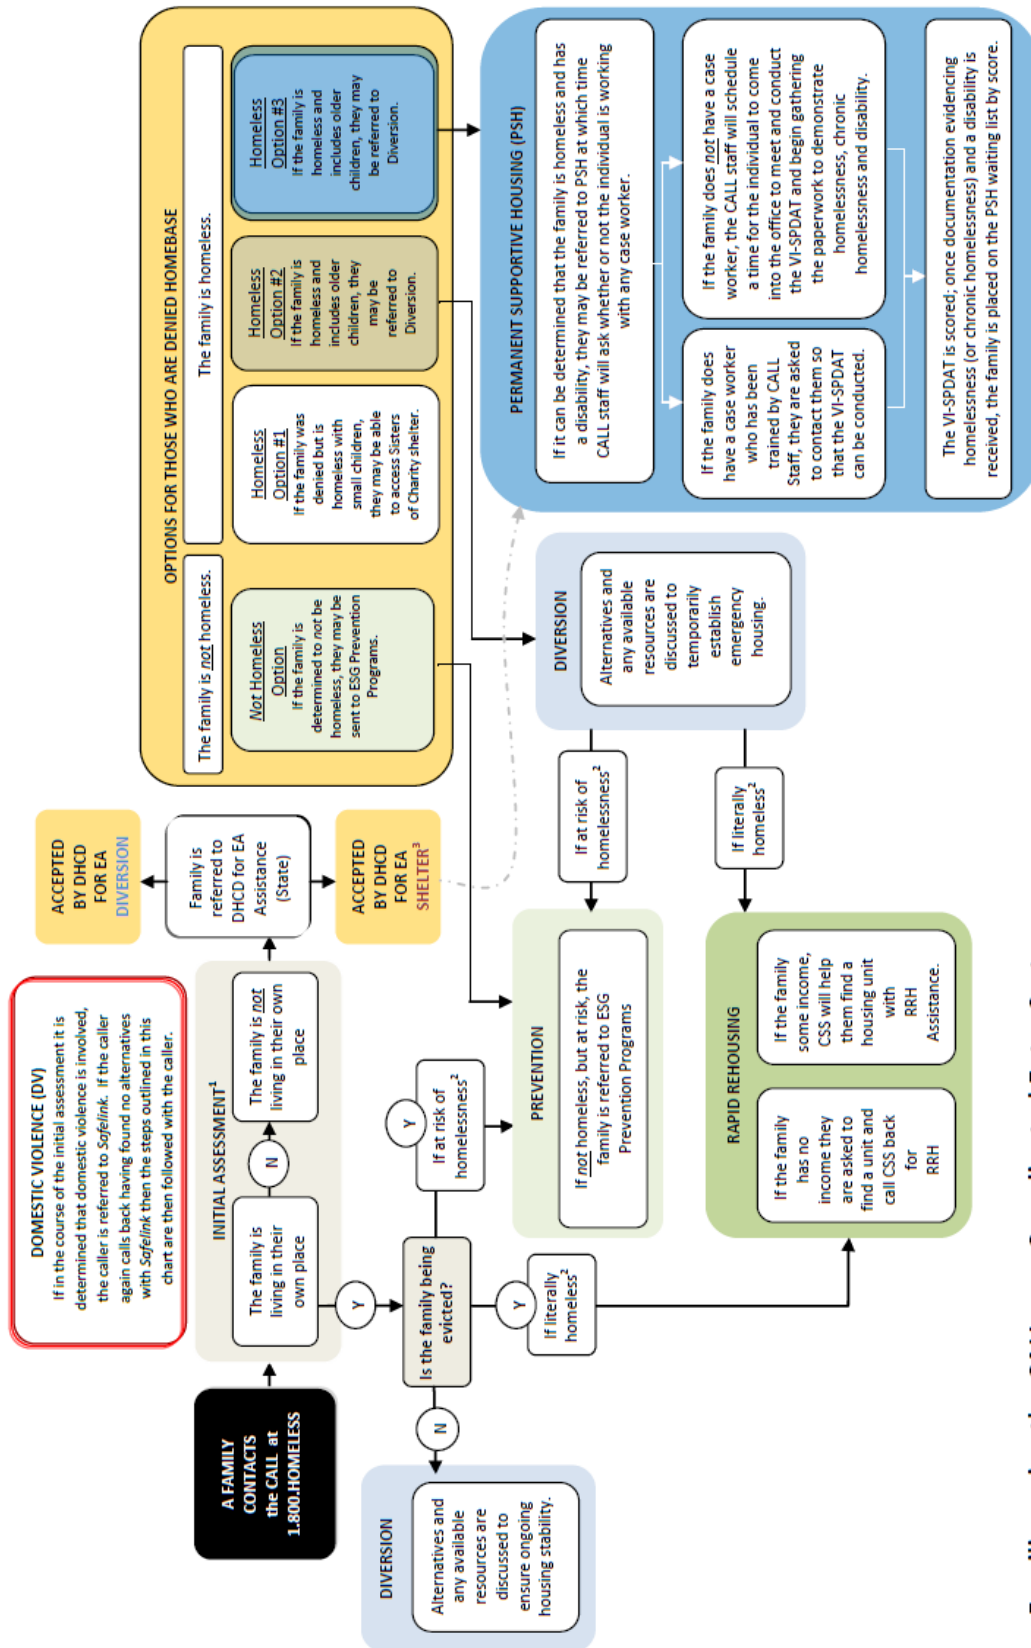 DOMESTIC VIOLENCE (DV)
If in the course of the initial assessment it is
determined that domestic violence is involved,
the caller is referred to Safelink. If the caller
again calls back having found no alternatives
with Safelink then the steps outlined in this
chart are then followed with the caller.
A FAMILY
CONTACTS
the CALL at
1.800.HOMELESS
INITIAL ASSESSMENT¹
The family is
living in their
own place
N
The family is not
living in their own
place
Family is
referred to
DHCD for EA
Assistance
(State)
ACCEPTED
BY DHCD
FOR EA
DIVERSION
ACCEPTED
BY DHCD
FOR EA
SHELTER³
Y
Is the family being
evicted?
N
DIVERSION
Alternatives and
any available
resources are
discussed to
ensure ongoing
housing stability.
Y
If at risk of
homelessness²
Y
If literally
homeless²
PREVENTION
If not homeless, but at risk, the
family is referred to ESG
Prevention Programs
RAPID REHOUSING
If the family
has no
income they
are asked to
find a unit and
call CSS back
for
RRH
If the family
some income,
CSS will help
them find a
housing unit
with
RRH
Assistance.
OPTIONS FOR THOSE WHO ARE DENIED HOMEBASE
The family is not homeless.
The family is homeless.
Not Homeless
Option
If the family is
determined to not be
homeless, they may be
sent to ESG Prevention
Programs.
Homeless
Option #1
If the family was
denied but is
homeless with
small children,
they may be able
to access Sisters
of Charity shelter.
Homeless
Option #2
If the family is
homeless and
includes older
children, they
may be
referred to
Diversion.
Homeless
Option #3
If the family is
homeless and
includes older
children, they may
be referred to
Diversion.
DIVERSION
Alternatives and
any available
resources are
discussed to
temporarily
establish
emergency
housing.
If at risk of
homelessness²
If literally
homeless²
PERMANENT SUPPORTIVE HOUSING (PSH)
If it can be determined that the family is homeless and has
a disability, they may be referred to PSH at which time
CALL staff will ask whether or not the individual is working
with any case worker.
If the family does
have a case worker
who has been
trained by CALL
Staff, they are asked
to contact them so
that the VI-SPDAT
can be conducted.
If the family does not have a case
worker, the CALL staff will schedule
a time for the individual to come
into the office to meet and conduct
the VI-SPDAT and begin gathering
the paperwork to demonstrate
homelessness, chronic
homelessness and disability.
The VI-SPDAT is scored; once documentation evidencing
homelessness (or chronic homelessness) and a disability is
received, the family is placed on the PSH waiting list by score.